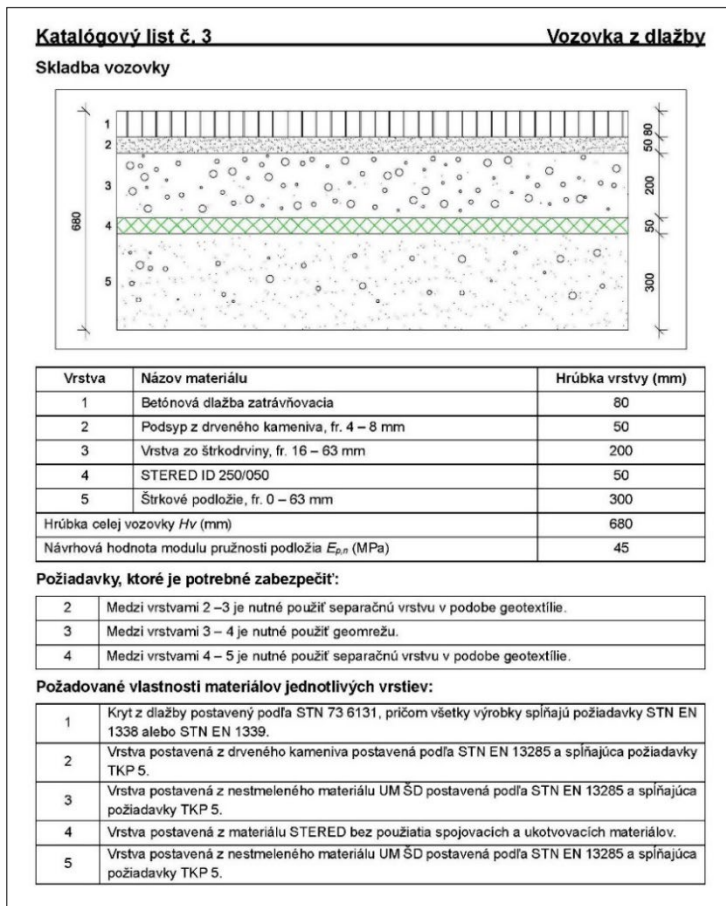 Katalógový list č. 3 Vozovka z dlažby
Skladba vozovky
1
2
3
4
5
680
80
50
200
50
300
Vrstva Názov materiálu Hrúbka vrstvy (mm)
1 Betónová dlažba zatrávňovacia 80
2 Podsyp z drveného kameniva, fr. 4 – 8 mm 50
3 Vrstva zo štrkodrviny, fr. 16 – 63 mm 200
4 STERED ID 250/050 50
5 Štrkové podložie, fr. 0 – 63 mm 300
Hrúbka celej vozovky Hv (mm) 680
Návrhová hodnota modulu pružnosti podložia Ep,n (MPa) 45
Požiadavky, ktoré je potrebné zabezpečiť:
2 Medzi vrstvami 2 –3 je nutné použiť separačnú vrstvu v podobe geotextílie.
3 Medzi vrstvami 3 – 4 je nutné použiť geomrežu.
4 Medzi vrstvami 4 – 5 je nutné použiť separačnú vrstvu v podobe geotextílie.
Požadované vlastnosti materiálov jednotlivých vrstiev:
1 Kryt z dlažby postavený podľa STN 73 6131, pričom všetky výrobky spĺňajú požiadavky STN EN
1338 alebo STN EN 1339.
2 Vrstva postavená z drveného kameniva postavená podľa STN EN 13285 a spĺňajúca požiadavky
TKP 5.
3 Vrstva postavená z nestmeleného materiálu UM ŠD postavená podľa STN EN 13285 a spĺňajúca
požiadavky TKP 5.
4 Vrstva postavená z materiálu STERED bez použiatia spojovacích a ukotvovacích materiálov.
5 Vrstva postavená z nestmeleného materiálu UM ŠD postavená podľa STN EN 13285 a spĺňajúca
požiadavky TKP 5.